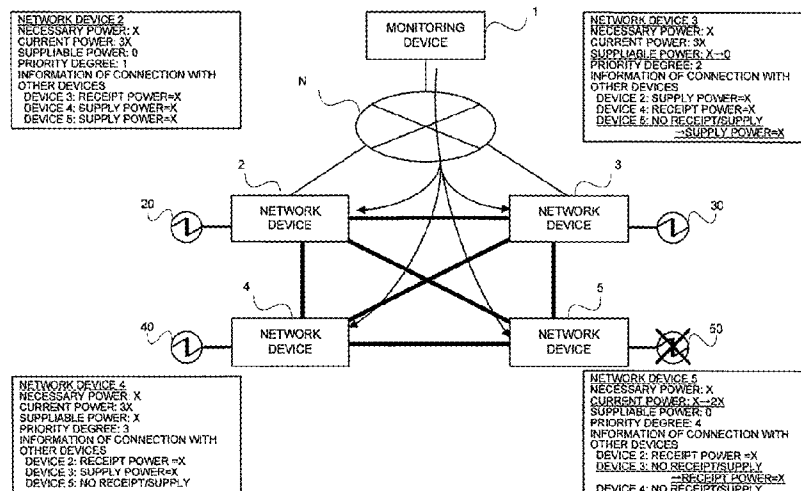 NETWORK DEVICE 2
NECESSARY POWER: X
CURRENT POWER: 3X
SUPPLIABLE POWER: 0
PRIORITY DEGREE: 1
INFORMATION OF CONNECTION WITH
OTHER DEVICES
DEVICE 3: RECEIPT POWER=X
DEVICE 4: SUPPLY POWER=X
DEVICE 5: SUPPLY POWER=X
1
MONITORING
DEVICE
NETWORK DEVICE 3
NECESSARY POWER: X
CURRENT POWER: 3X
SUPPLIABLE POWER: X→0
PRIORITY DEGREE: 2
INFORMATION OF CONNECTION WITH
OTHER DEVICES
DEVICE 2: SUPPLY POWER=X
DEVICE 4: RECEIPT POWER=X
DEVICE 5: NO RECEIPT/SUPPLY
→SUPPLY POWER=X
N
2
3
20
NETWORK
DEVICE
NETWORK
DEVICE
30
4
5
40
NETWORK
DEVICE
NETWORK
DEVICE
50
NETWORK DEVICE 4
NECESSARY POWER: X
CURRENT POWER: 3X
SUPPLIABLE POWER: X
PRIORITY DEGREE: 3
INFORMATION OF CONNECTION WITH
OTHER DEVICES
DEVICE 2: RECEIPT POWER =X
DEVICE 3: SUPPLY POWER=X
DEVICE 5: NO RECEIPT/SUPPLY
NETWORK DEVICE 5
NECESSARY POWER: X
CURRENT POWER: X→2X
SUPPLIABLE POWER: 0
PRIORITY DEGREE: 4
INFORMATION OF CONNECTION WITH
OTHER DEVICES
DEVICE 2: RECEIPT POWER =X
DEVICE 3: NO RECEIPT/SUPPLY
→RECEIPT POWER=X
DEVICE 4: NO RECEIPT/SUPPLY